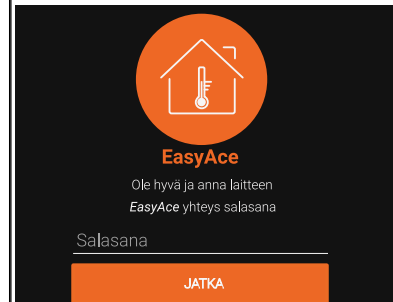 EasyAce
Ole hyvä ja anna laitteen
EasyAce yhteys salasana
Salasana
JATKA